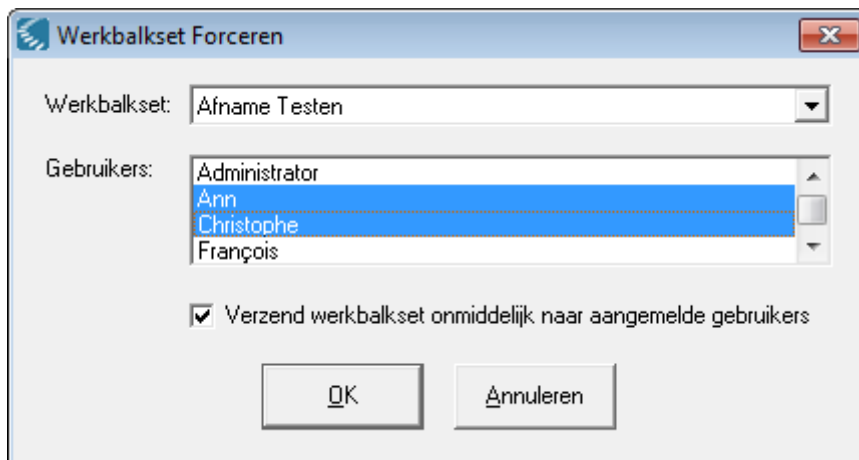 Werkbalkset Forceren
Werkbalkset: Afname Testen
Gebruikers: Administrator
Ann
Christophe
François
Verzend werkbalkset onmiddelijk naar aangemelde gebruikers
OK Annuleren